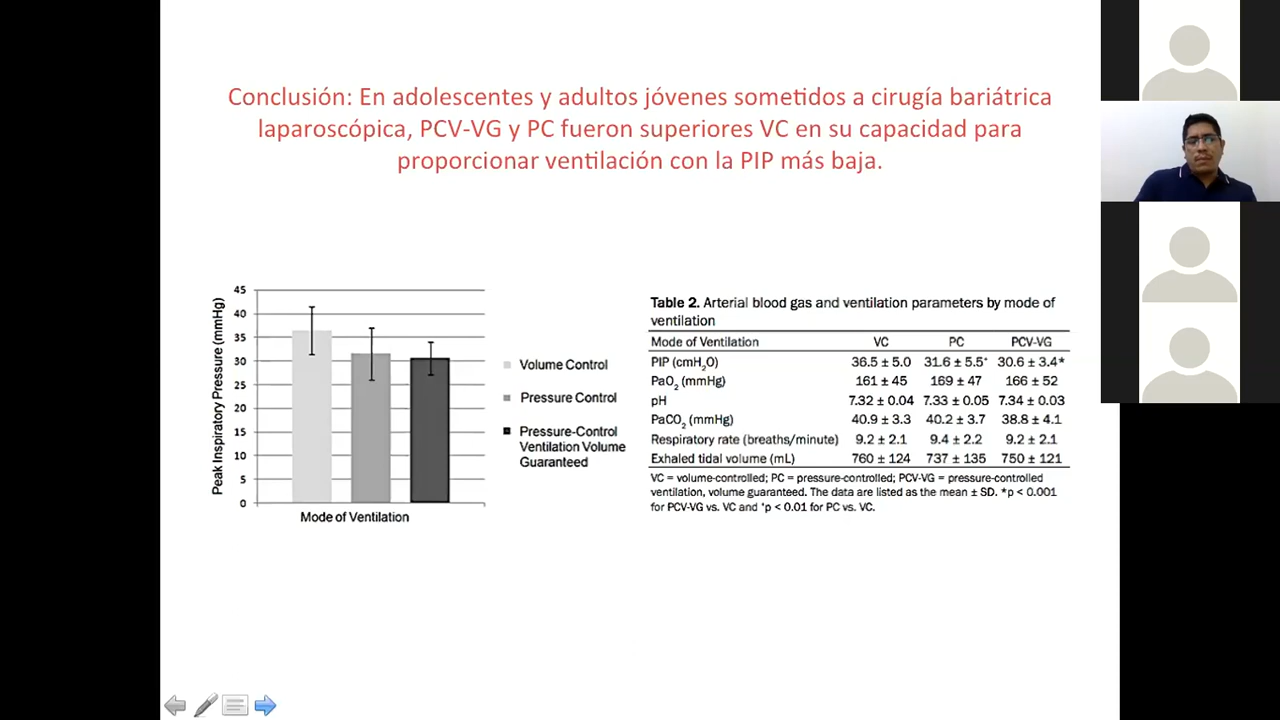 Conclusión: En adolescentes y adultos jóvenes sometidos a cirugía bariátrica
laparoscópica, PCV-VG y PC fueron superiores VC en su capacidad para
proporcionar ventilación con la PIP más baja.
Peak Inspiratory Pressure (mmHg)
45
40
35
30
25
20
15
10
5
0
Mode of Ventilation
Volume Control
Pressure Control
Pressure-Control
Ventilation Volume
Guaranteed
Table 2. Arterial blood gas and ventilation parameters by mode of
ventilation
Mode of Ventilation VC PC PCV-VG
PIP (cmH2O) 36.5 ± 5.0 31.6 ± 5.5⁺ 30.6 ± 3.4*
PaO2 (mmHg) 161 ± 45 169 ± 47 166 ± 52
pH 7.32 ± 0.04 7.33 ± 0.05 7.34 ± 0.03
PaCO2 (mmHg) 40.9 ± 3.3 40.2 ± 3.7 38.8 ± 4.1
Respiratory rate (breaths/minute) 9.2 ± 2.1 9.4 ± 2.2 9.2 ± 2.1
Exhaled tidal volume (mL) 760 ± 124 737 ± 135 750 ± 121
VC = volume-controlled; PC = pressure-controlled; PCV-VG = pressure-controlled
ventilation, volume guaranteed. The data are listed as the mean ± SD. *p < 0.001
for PCV-VG vs. VC and ⁺p < 0.01 for PC vs. VC.